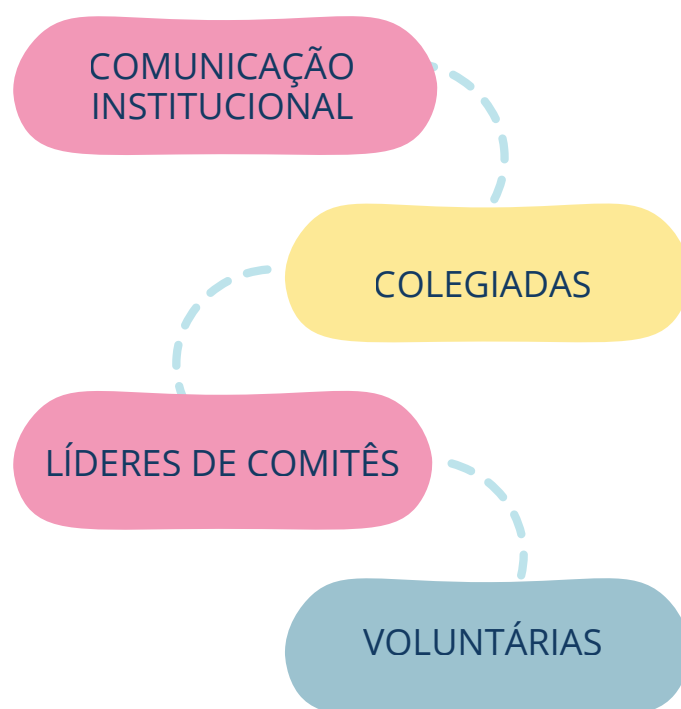 COMUNICAÇÃO
INSTITUCIONAL
COLEGIADAS
LÍDERES DE COMITÊS
VOLUNTÁRIAS